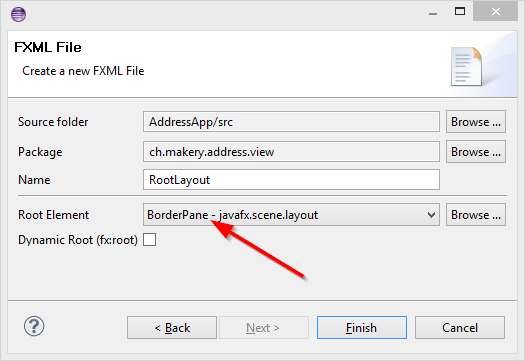 FXML File
Create a new FXML File
Source folder AddressApp/src Browse ...
Package ch.makery.address.view Browse ...
Name RootLayout
Root Element BorderPane - javafx.scene.layout Browse ...
Dynamic Root (fx:root)
? < Back Next > Finish Cancel